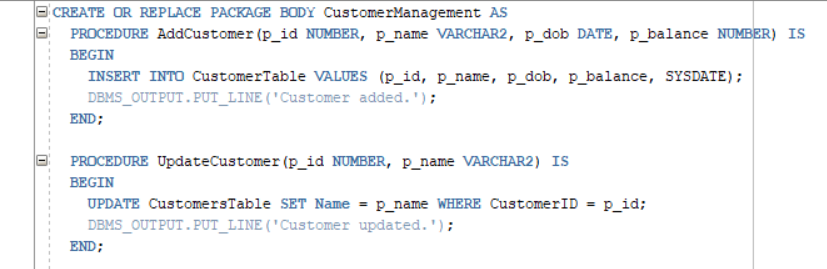 CREATE OR REPLACE PACKAGE BODY CustomerManagement AS
PROCEDURE AddCustomer(p_id NUMBER, p_name VARCHAR2, p_dob DATE, p_balance NUMBER) IS
BEGIN
INSERT INTO CustomerTable VALUES (p_id, p_name, p_dob, p_balance, SYSDATE);
DBMS_OUTPUT.PUT_LINE('Customer added.');
END;
PROCEDURE UpdateCustomer(p_id NUMBER, p_name VARCHAR2) IS
BEGIN
UPDATE CustomersTable SET Name = p_name WHERE CustomerID = p_id;
DBMS_OUTPUT.PUT_LINE('Customer updated.');
END;